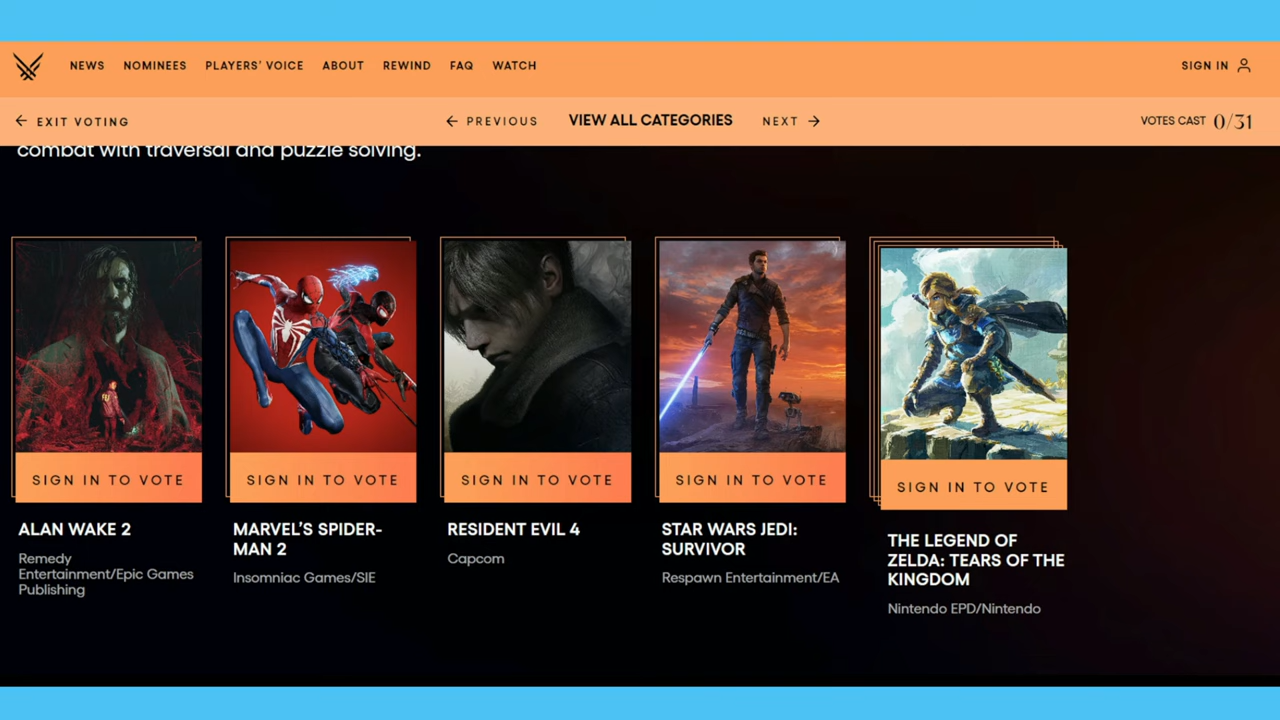 NEWS NOMINEES PLAYERS' VOICE ABOUT REWIND FAQ WATCH SIGN IN
← EXIT VOTING ← PREVIOUS VIEW ALL CATEGORIES NEXT → VOTES CAST 0/31
combat with traversal and puzzle solving.
SIGN IN TO VOTE
ALAN WAKE 2
Remedy
Entertainment/Epic Games
Publishing
SIGN IN TO VOTE
MARVEL'S SPIDER-
MAN 2
Insomniac Games/SIE
SIGN IN TO VOTE
RESIDENT EVIL 4
Capcom
SIGN IN TO VOTE
STAR WARS JEDI:
SURVIVOR
Respawn Entertainment/EA
SIGN IN TO VOTE
THE LEGEND OF
ZELDA: TEARS OF THE
KINGDOM
Nintendo EPD/Nintendo